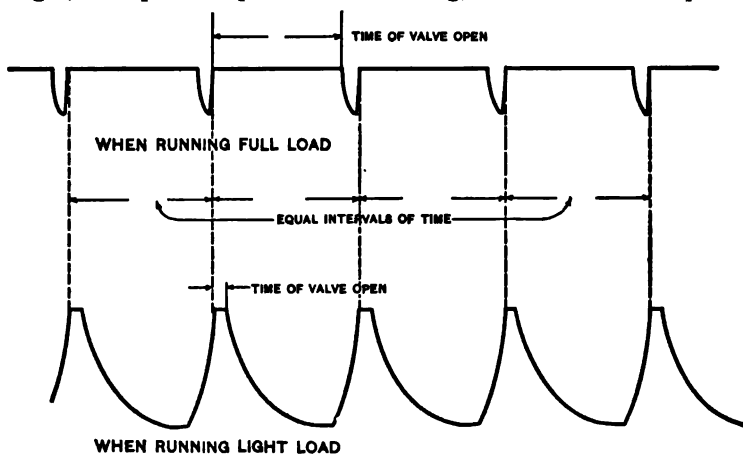 TIME OF VALVE OPEN
WHEN RUNNING FULL LOAD
EQUAL INTERVALS OF TIME
TIME OF VALVE OPEN
WHEN RUNNING LIGHT LOAD